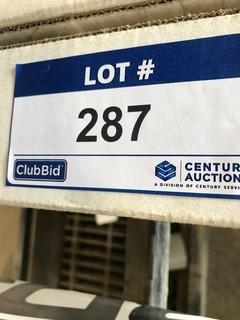 LOT #
287
ClubBid
CENTUR
AUCTION
A DIVISION OF CENTURY SERV